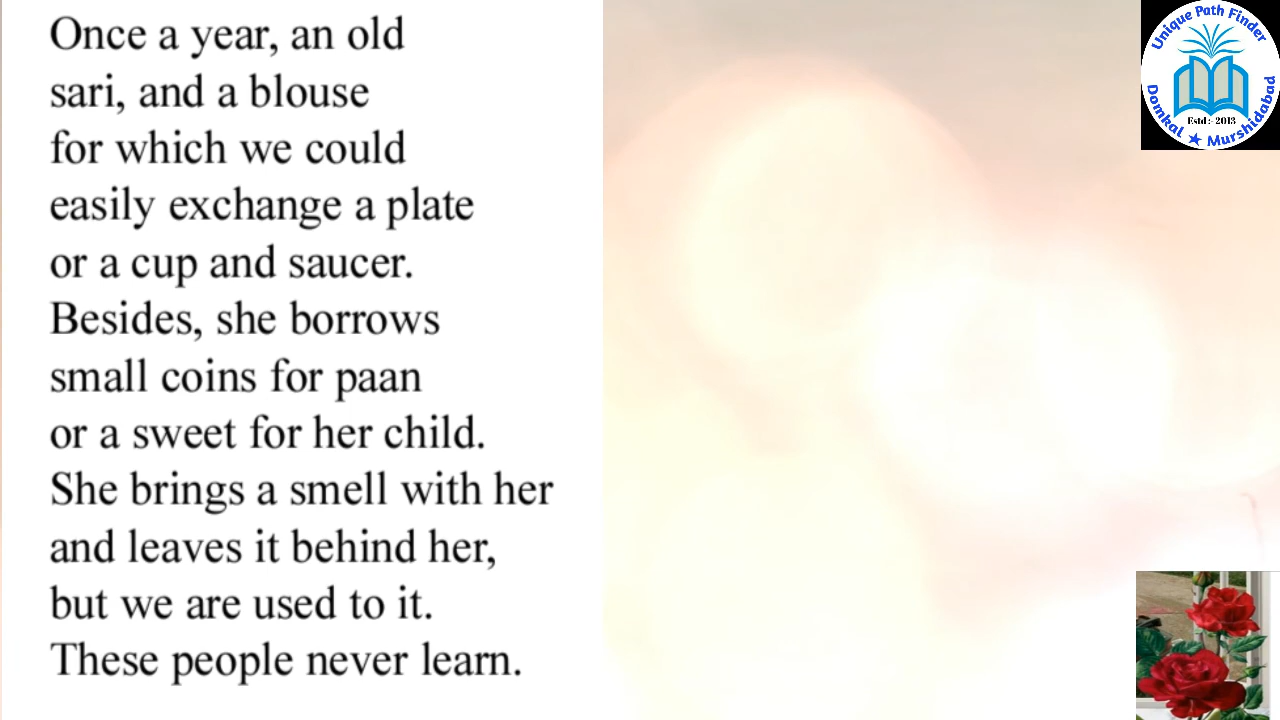 Once a year, an old
sari, and a blouse
for which we could
easily exchange a plate
or a cup and saucer.
Besides, she borrows
small coins for paan
or a sweet for her child.
She brings a smell with her
and leaves it behind her,
but we are used to it.
These people never learn.
Unique Path Finder
Estd :- 2013
Domkal ★ Murshidabad